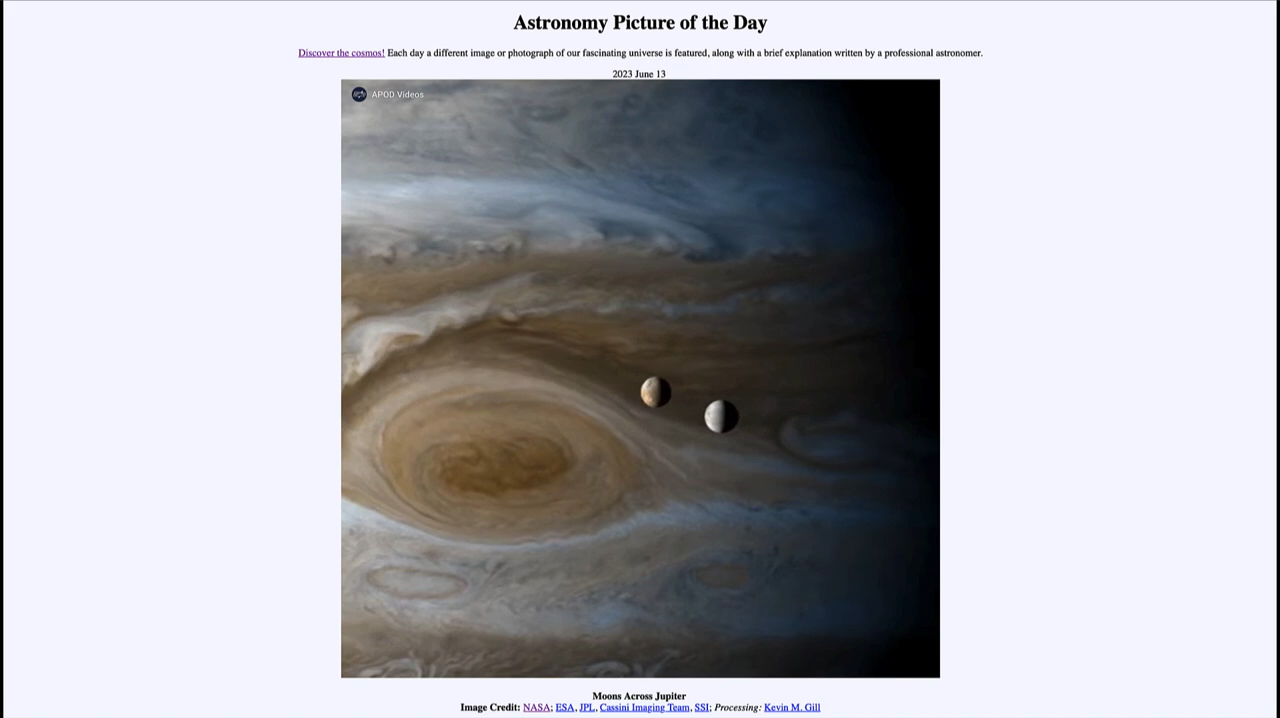 Astronomy Picture of the Day
Discover the cosmos! Each day a different image or photograph of our fascinating universe is featured, along with a brief explanation written by a professional astronomer.
2023 June 13
APOD Videos
Moons Across Jupiter
Image Credit: NASA; ESA, JPL, Cassini Imaging Team, SSI; Processing: Kevin M. Gill